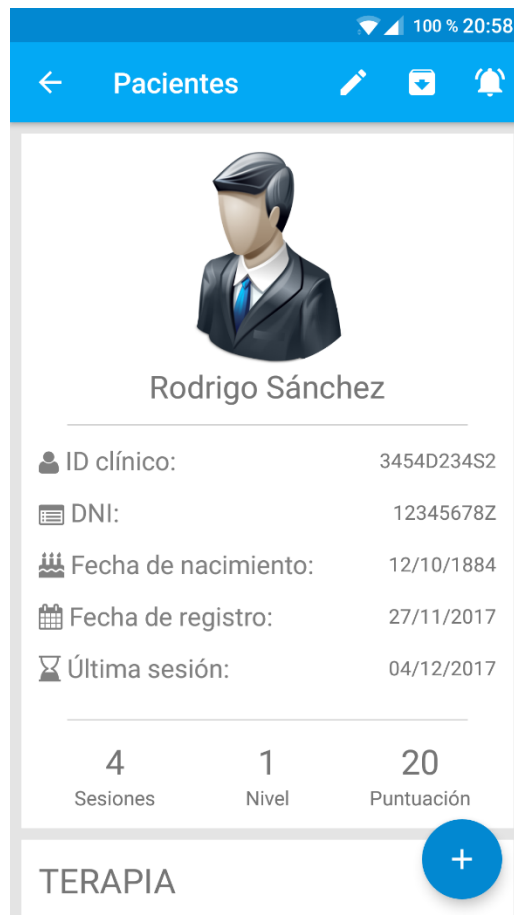 100 % 20:58
Pacientes
Rodrigo Sánchez
ID clínico: 3454D234S2
DNI: 12345678Z
Fecha de nacimiento: 12/10/1884
Fecha de registro: 27/11/2017
Última sesión: 04/12/2017
4 1 20
Sesiones Nivel Puntuación
TERAPIA